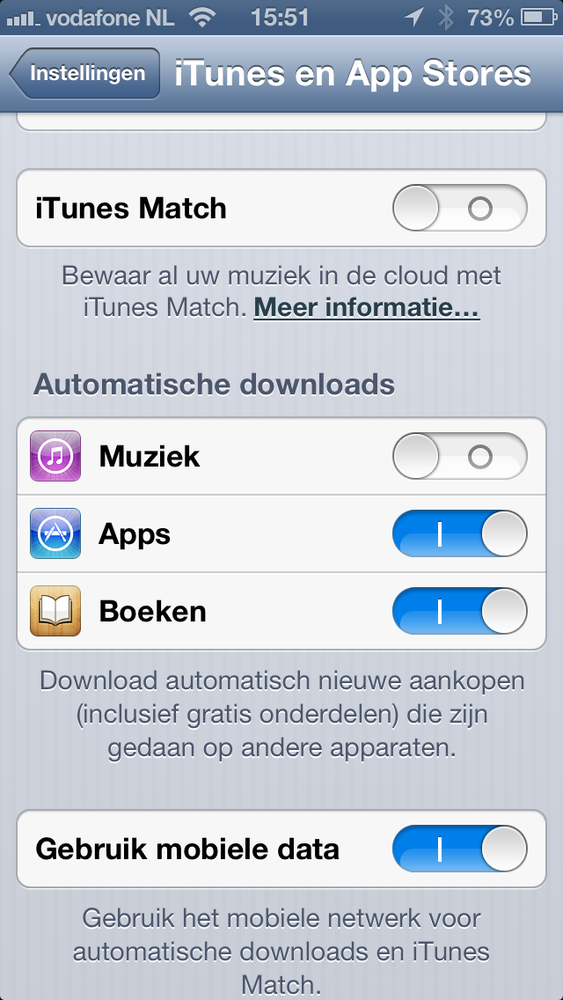 vodafone NL 15:51 73%
Instellingen iTunes en App Stores
iTunes Match
Bewaar al uw muziek in de cloud met
iTunes Match. Meer informatie...
Automatische downloads
Muziek
Apps
Boeken
Download automatisch nieuwe aankopen
(inclusief gratis onderdelen) die zijn
gedaan op andere apparaten.
Gebruik mobiele data
Gebruik het mobiele netwerk voor
automatische downloads en iTunes
Match.